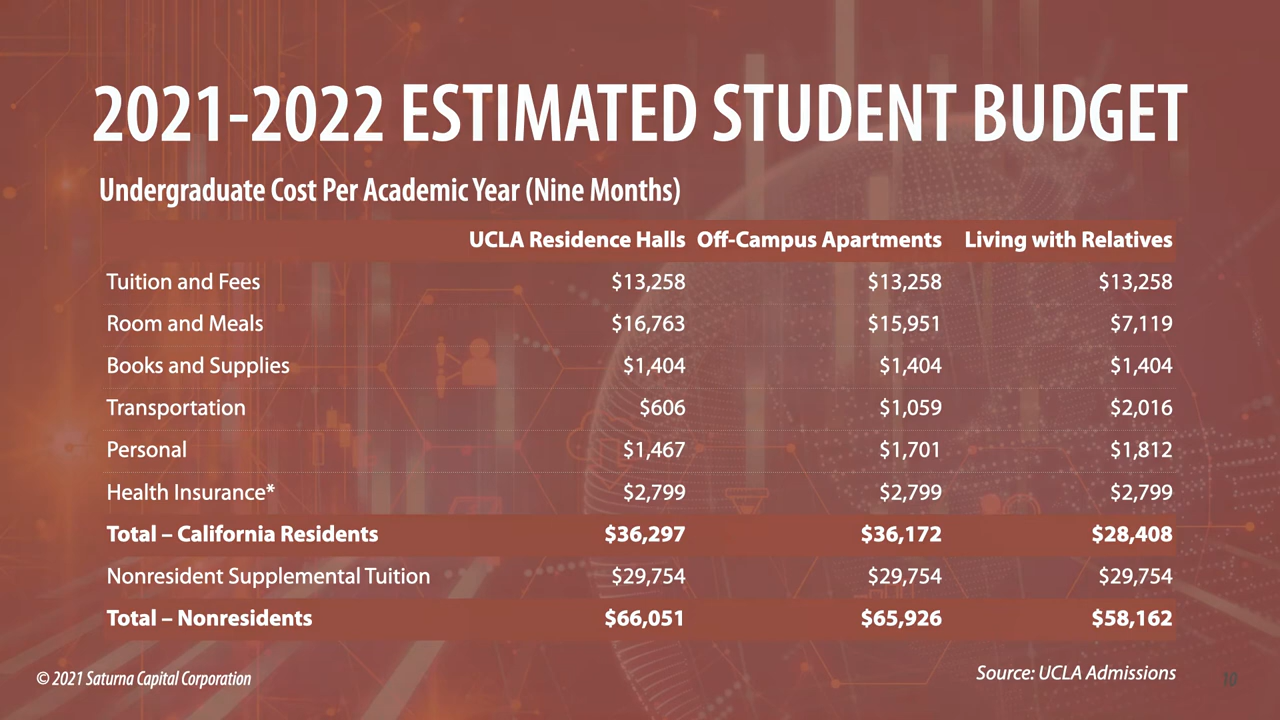 2021-2022 ESTIMATED STUDENT BUDGET
Undergraduate Cost Per Academic Year (Nine Months)
UCLA Residence Halls Off-Campus Apartments Living with Relatives
Tuition and Fees $13,258 $13,258 $13,258
Room and Meals $16,763 $15,951 $7,119
Books and Supplies $1,404 $1,404 $1,404
Transportation $606 $1,059 $2,016
Personal $1,467 $1,701 $1,812
Health Insurance* $2,799 $2,799 $2,799
Total – California Residents $36,297 $36,172 $28,408
Nonresident Supplemental Tuition $29,754 $29,754 $29,754
Total – Nonresidents $66,051 $65,926 $58,162
© 2021 Saturna Capital Corporation
Source: UCLA Admissions
10